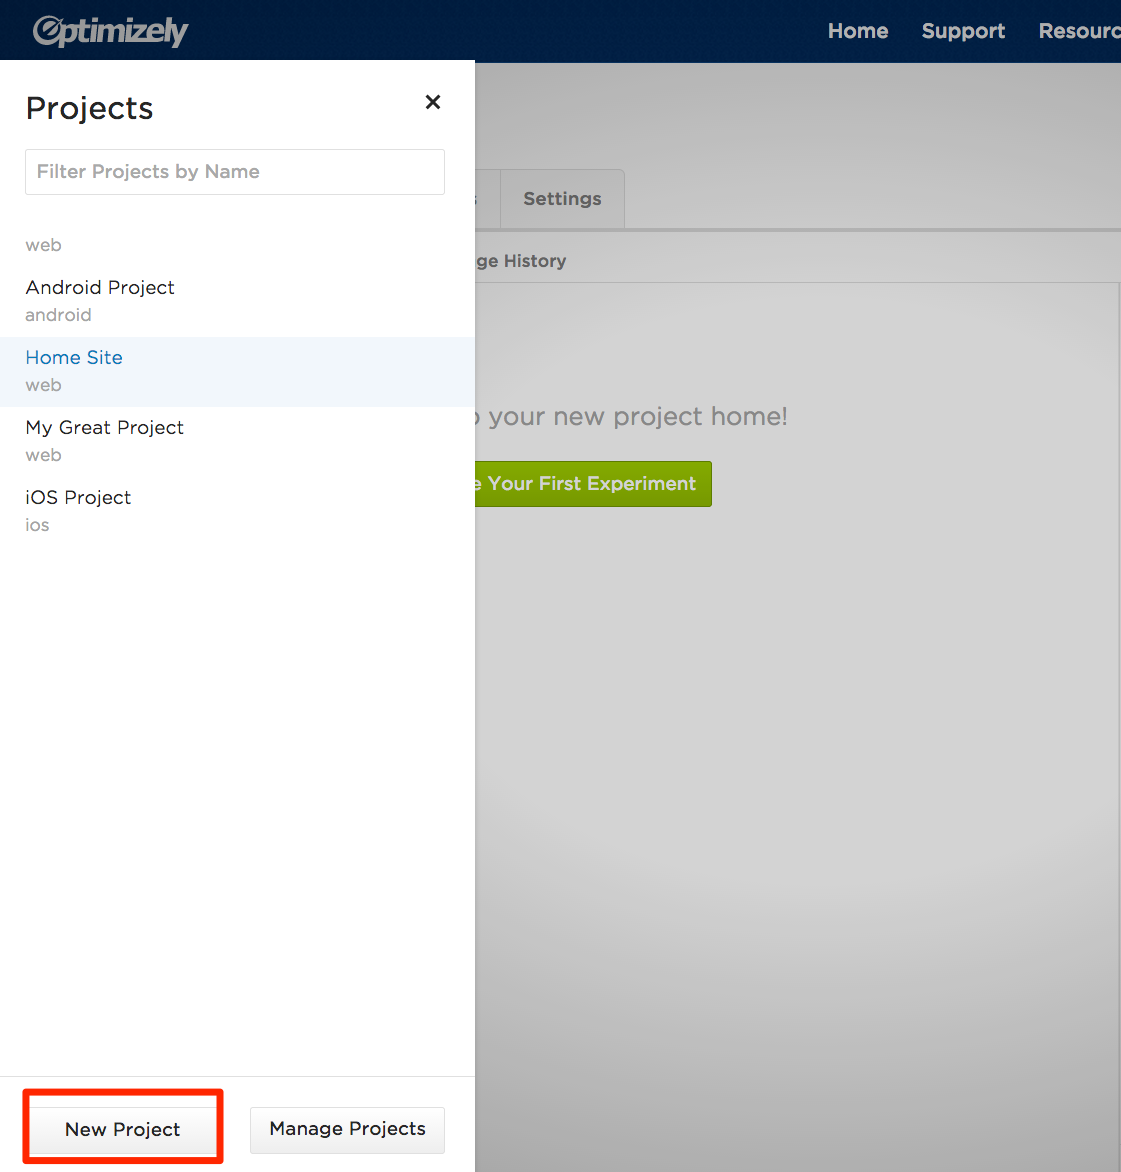 Optimizely
Home Support Resourc
Projects
Filter Projects by Name
Settings
web
ge History
Android Project
android
Home Site
web
your new project home!
My Great Project
web
e Your First Experiment
iOS Project
ios
New Project
Manage Projects